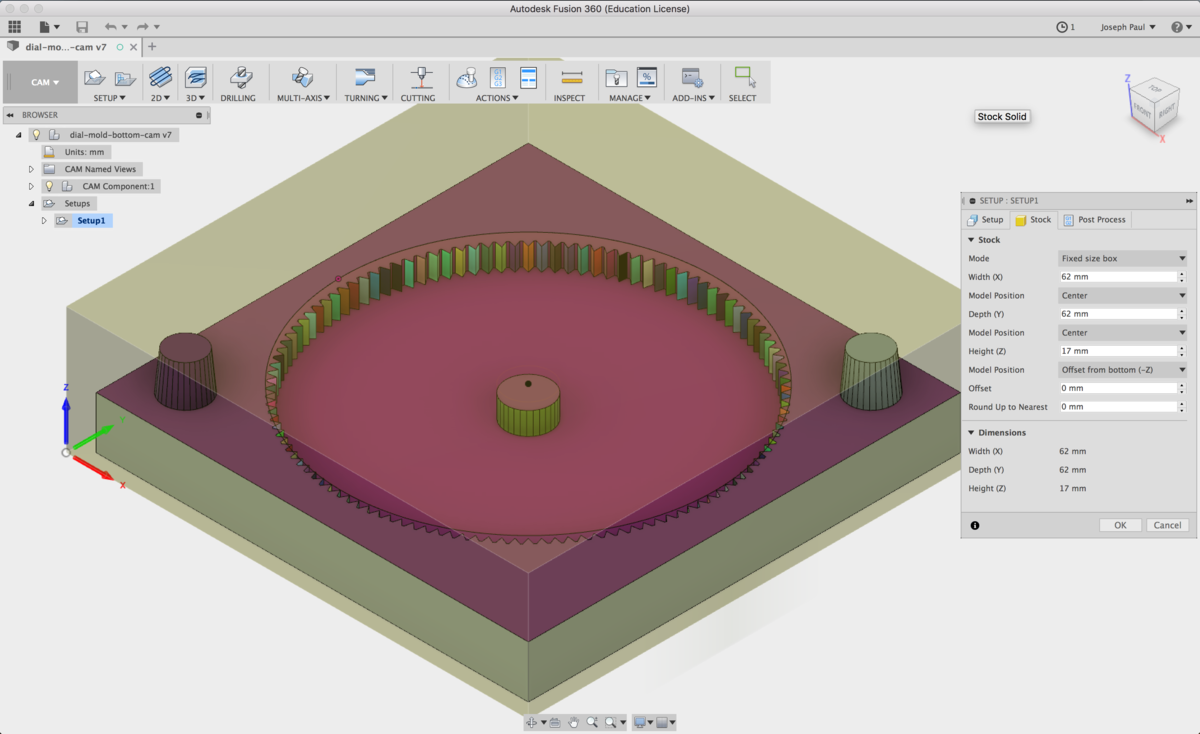 Autodesk Fusion 360 (Education License)
1 Joseph Paul
dial-mo...-cam v7
CAM
SETUP 2D 3D DRILLING MULTI-AXIS TURNING CUTTING ACTIONS INSPECT MANAGE ADD-INS SELECT
G1
G2
G3
%
BROWSER
dial-mold-bottom-cam v7
Units: mm
CAM Named Views
CAM Component:1
Setups
Setup1
Stock Solid
Z
TOP
FRONT RIGHT
X
Z
X
SETUP : SETUP1
Setup Stock Post Process
Stock
Mode Fixed size box
Width (X) 62 mm
Model Position Center
Depth (Y) 62 mm
Model Position Center
Height (Z) 17 mm
Model Position Offset from bottom (-Z)
Offset 0 mm
Round Up to Nearest 0 mm
Dimensions
Width (X) 62 mm
Depth (Y) 62 mm
Height (Z) 17 mm
OK Cancel